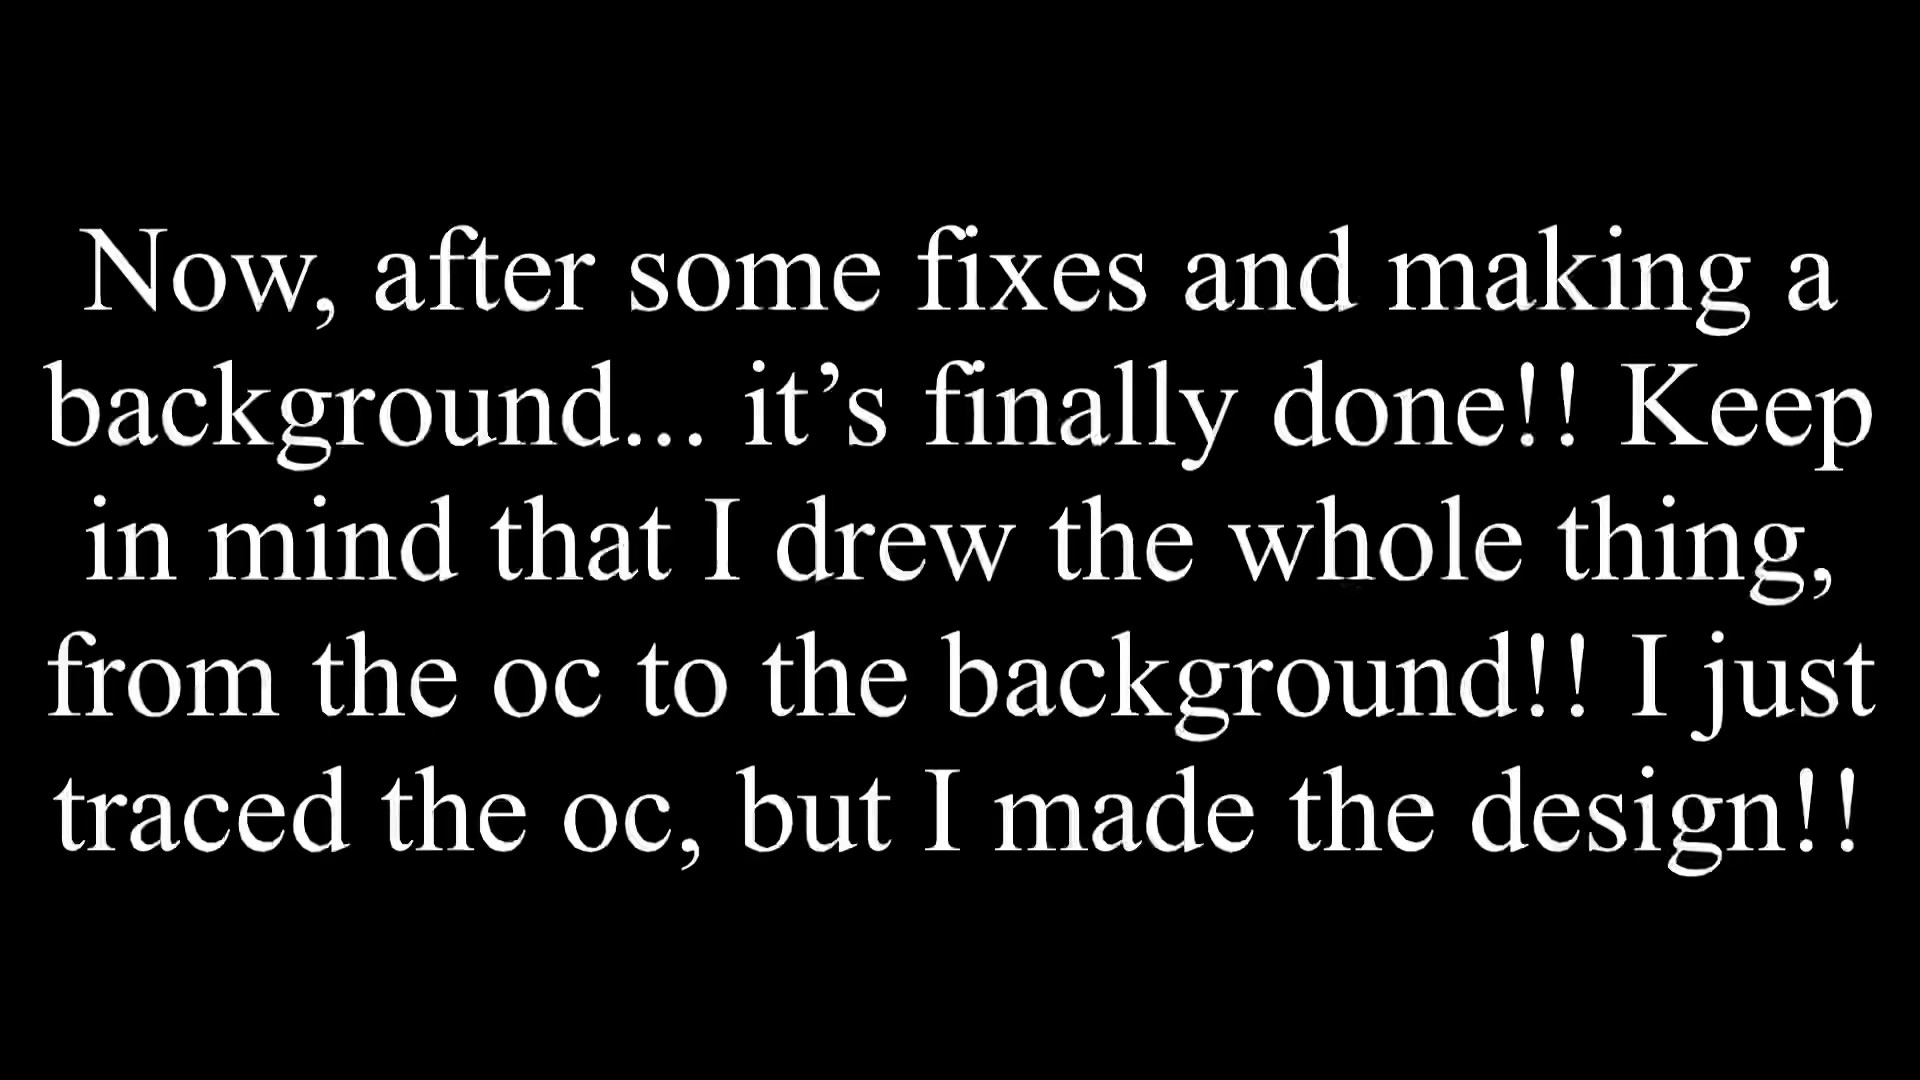 Now, after some fixes and making a
background... it’s finally done!! Keep
in mind that I drew the whole thing,
from the oc to the background!! I just
traced the oc, but I made the design!!